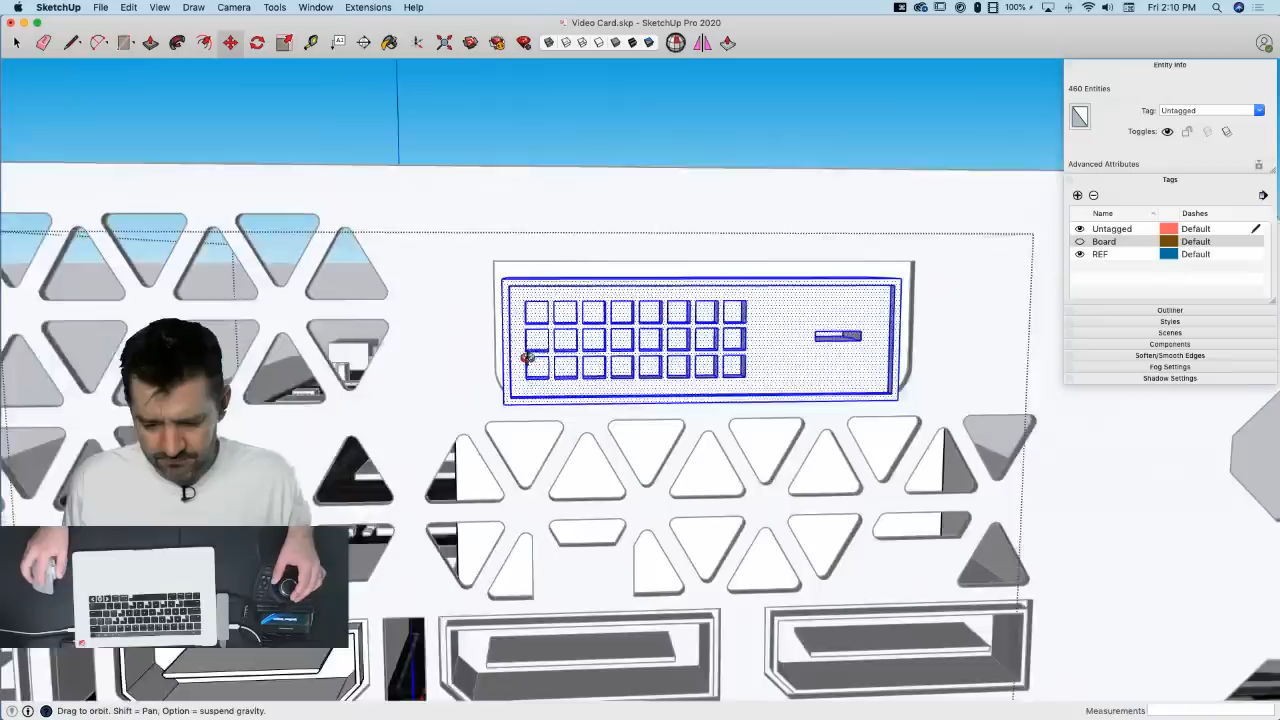 SketchUp File Edit View Draw Camera Tools Window Extensions Help
100% Fri 2:10 PM
Video Card.skp - SketchUp Pro 2020
Entity Info
460 Entities
Tag: Untagged
Toggles:
Advanced Attributes
Tags
Name Dashes
Untagged Default
Board Default
REF Default
Outliner
Styles
Scenes
Components
Soften/Smooth Edges
Fog Settings
Shadow Settings
Drag to orbit. Shift = Pan, Option = suspend gravity.
Measurements